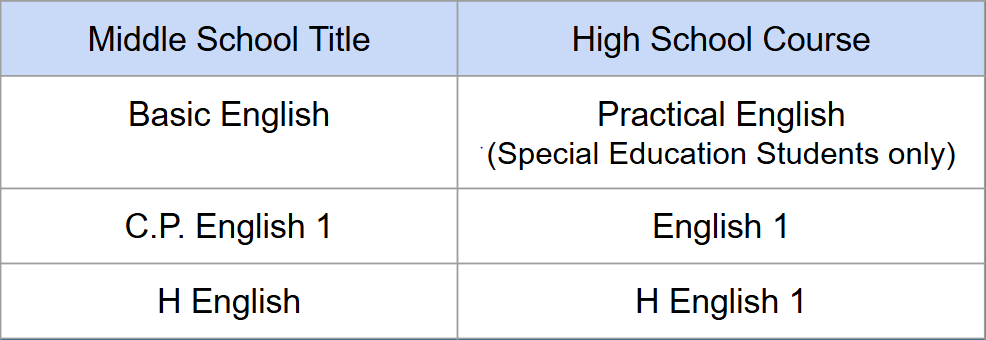 Middle School Title
High School Course
Basic English
Practical English
(Special Education Students only)
C.P. English 1
English 1
H English
H English 1